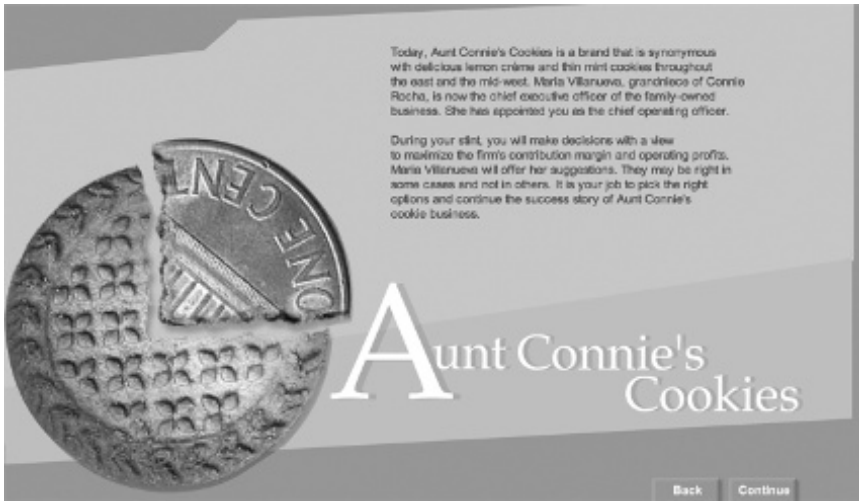 Today, Aunt Connie's Cookies is a brand that is synonymous
with delicious lemon crème and thin mint cookies throughout
the east and the mid-west. Maria Villanueva, grandniece of Connie
Rocha, is now the chief executive officer of the family-owned
business. She has appointed you as the chief operating officer.
During your stint, you will make decisions with a view
to maximize the firm's contribution margin and operating profits.
Maria Villanueva will offer her suggestions. They may be right in
some cases and not in others. It is your job to pick the right
options and continue the success story of Aunt Connie's
cookie business.
ONE CENT
Aunt Connie's
Cookies
Back Continue